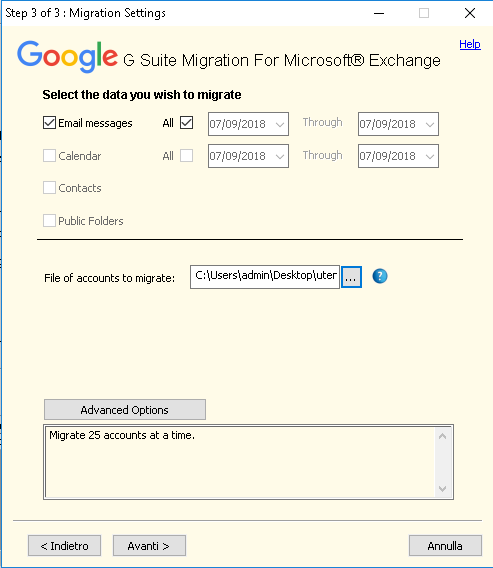 Step 3 of 3 : Migration Settings
Help
Google G Suite Migration For Microsoft® Exchange
Select the data you wish to migrate
Email messages All 07/09/2018 Through 07/09/2018
Calendar All 07/09/2018 Through 07/09/2018
Contacts
Public Folders
File of accounts to migrate: C:\Users\admin\Desktop\uter ... ?
Advanced Options
Migrate 25 accounts at a time.
< Indietro Avanti > Annulla